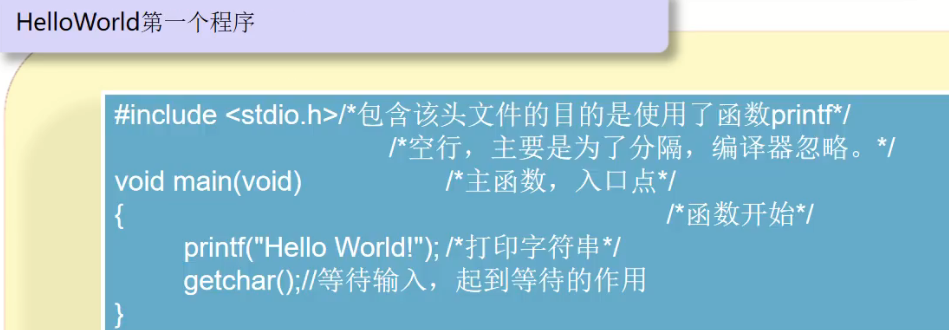 HelloWorld第一个程序
#include <stdio.h>/*包含该头文件的目的是使用了函数printf*/
/*空行，主要是为了分隔，编译器忽略。*/
void main(void) /*主函数，入口点*/
{ /*函数开始*/
printf("Hello World!"); /*打印字符串*/
getchar();//等待输入，起到等待的作用
}